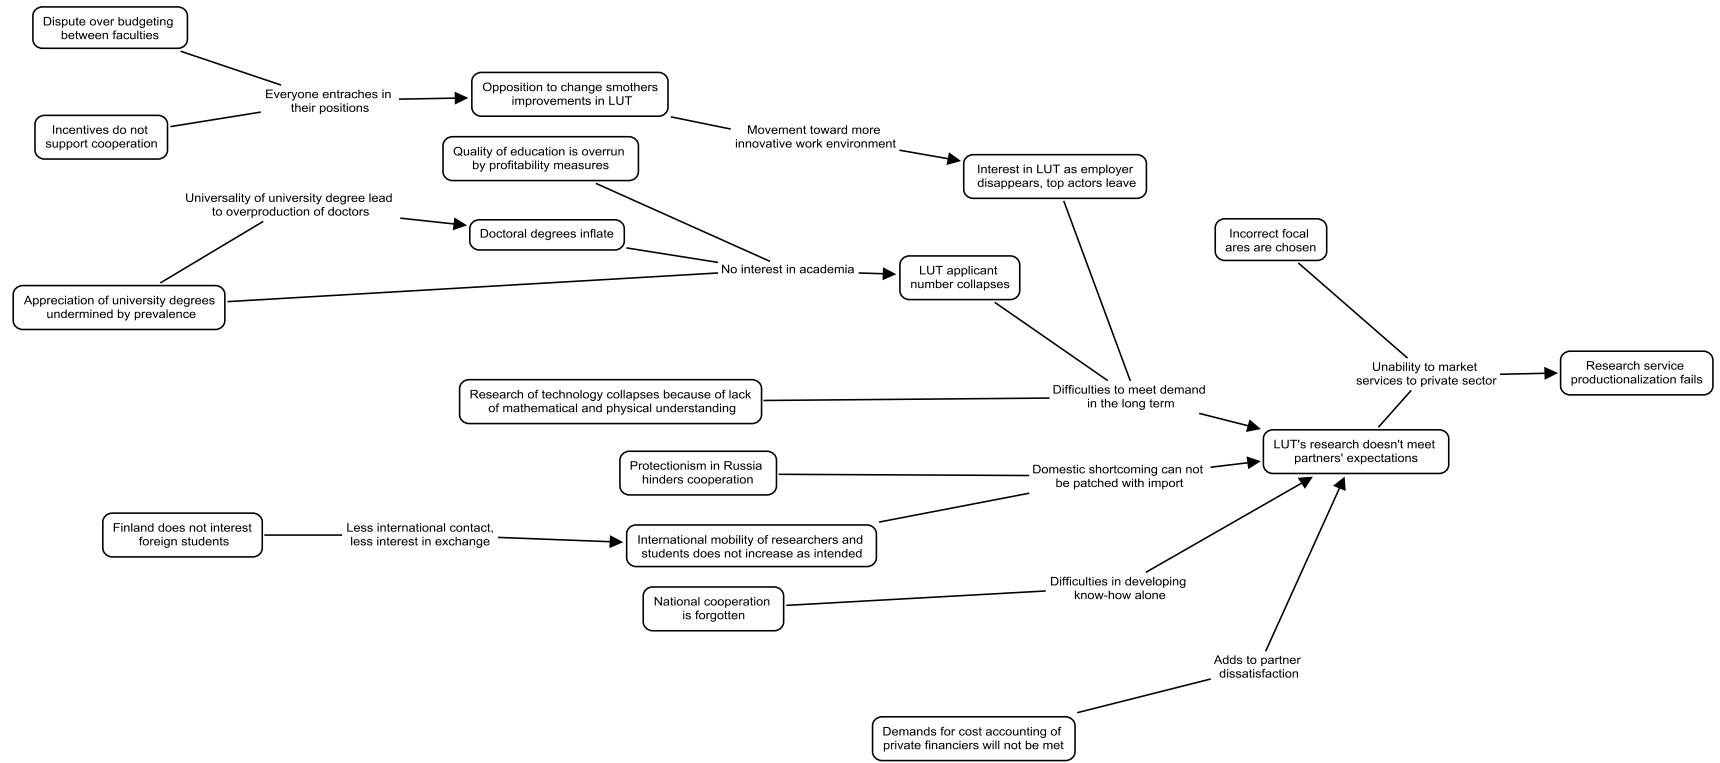 Dispute over budgeting
between faculties
Everyone entraches in
their positions
Incentives do not
support cooperation
Opposition to change smothers
improvements in LUT
Movement toward more
innovative work environment
Quality of education is overrun
by profitability measures
Interest in LUT as employer
disappears, top actors leave
Universality of university degree lead
to overproduction of doctors
Doctoral degrees inflate
Incorrect focal
ares are chosen
No interest in academia
LUT applicant
number collapses
Appreciation of university degrees
undermined by prevalence
Unability to market
services to private sector
Research service
productionalization fails
Research of technology collapses because of lack
of mathematical and physical understanding
Difficulties to meet demand
in the long term
LUT's research doesn't meet
partners' expectations
Protectionism in Russia
hinders cooperation
Domestic shortcoming can not
be patched with import
Finland does not interest
foreign students
Less international contact,
less interest in exchange
International mobility of researchers and
students does not increase as intended
National cooperation
is forgotten
Difficulties in developing
know-how alone
Adds to partner
dissatisfaction
Demands for cost accounting of
private financiers will not be met